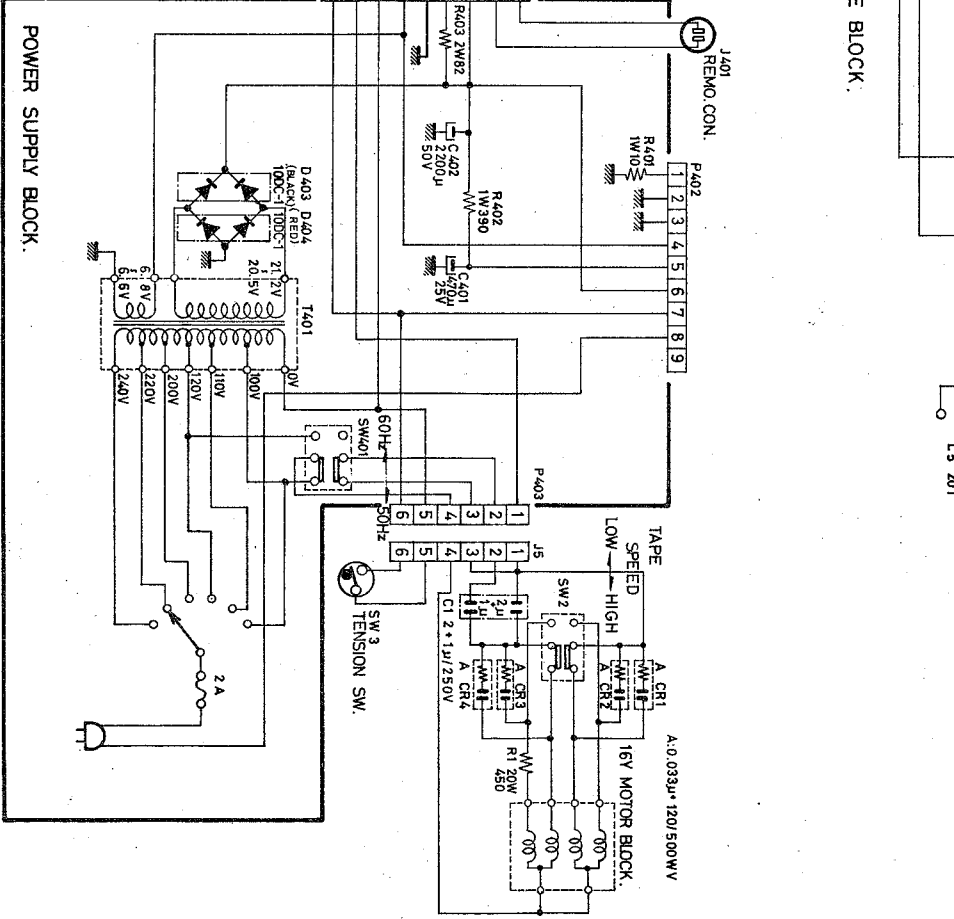 E BLOCK.
J401
REMO. CON.
R403 2W82
C402
2200µ
50V
R401
1W10
P402
1
2
3
4
5
6
7
8
9
R402
1W390
C401
470µ
25V
D403 D404
(BLACK) (RED)
10DC-1 10DC-1
POWER SUPPLY BLOCK.
21.2V
20.5V
6.8V
6.6V
T401
0V
100V
110V
120V
200V
220V
240V
60Hz
50Hz
SW401
P403
1
2
3
4
5
6
J5
1
2
3
4
5
6
TAPE
SPEED
LOW
HIGH
SW2
2µ
+
1µ
C1 2+1µ/250V
SW3
TENSION SW.
A CR1
A CR2
A CR3
A CR4
A:0.033µ+120/500WV
R1 20W
450
16Y MOTOR BLOCK.
2A